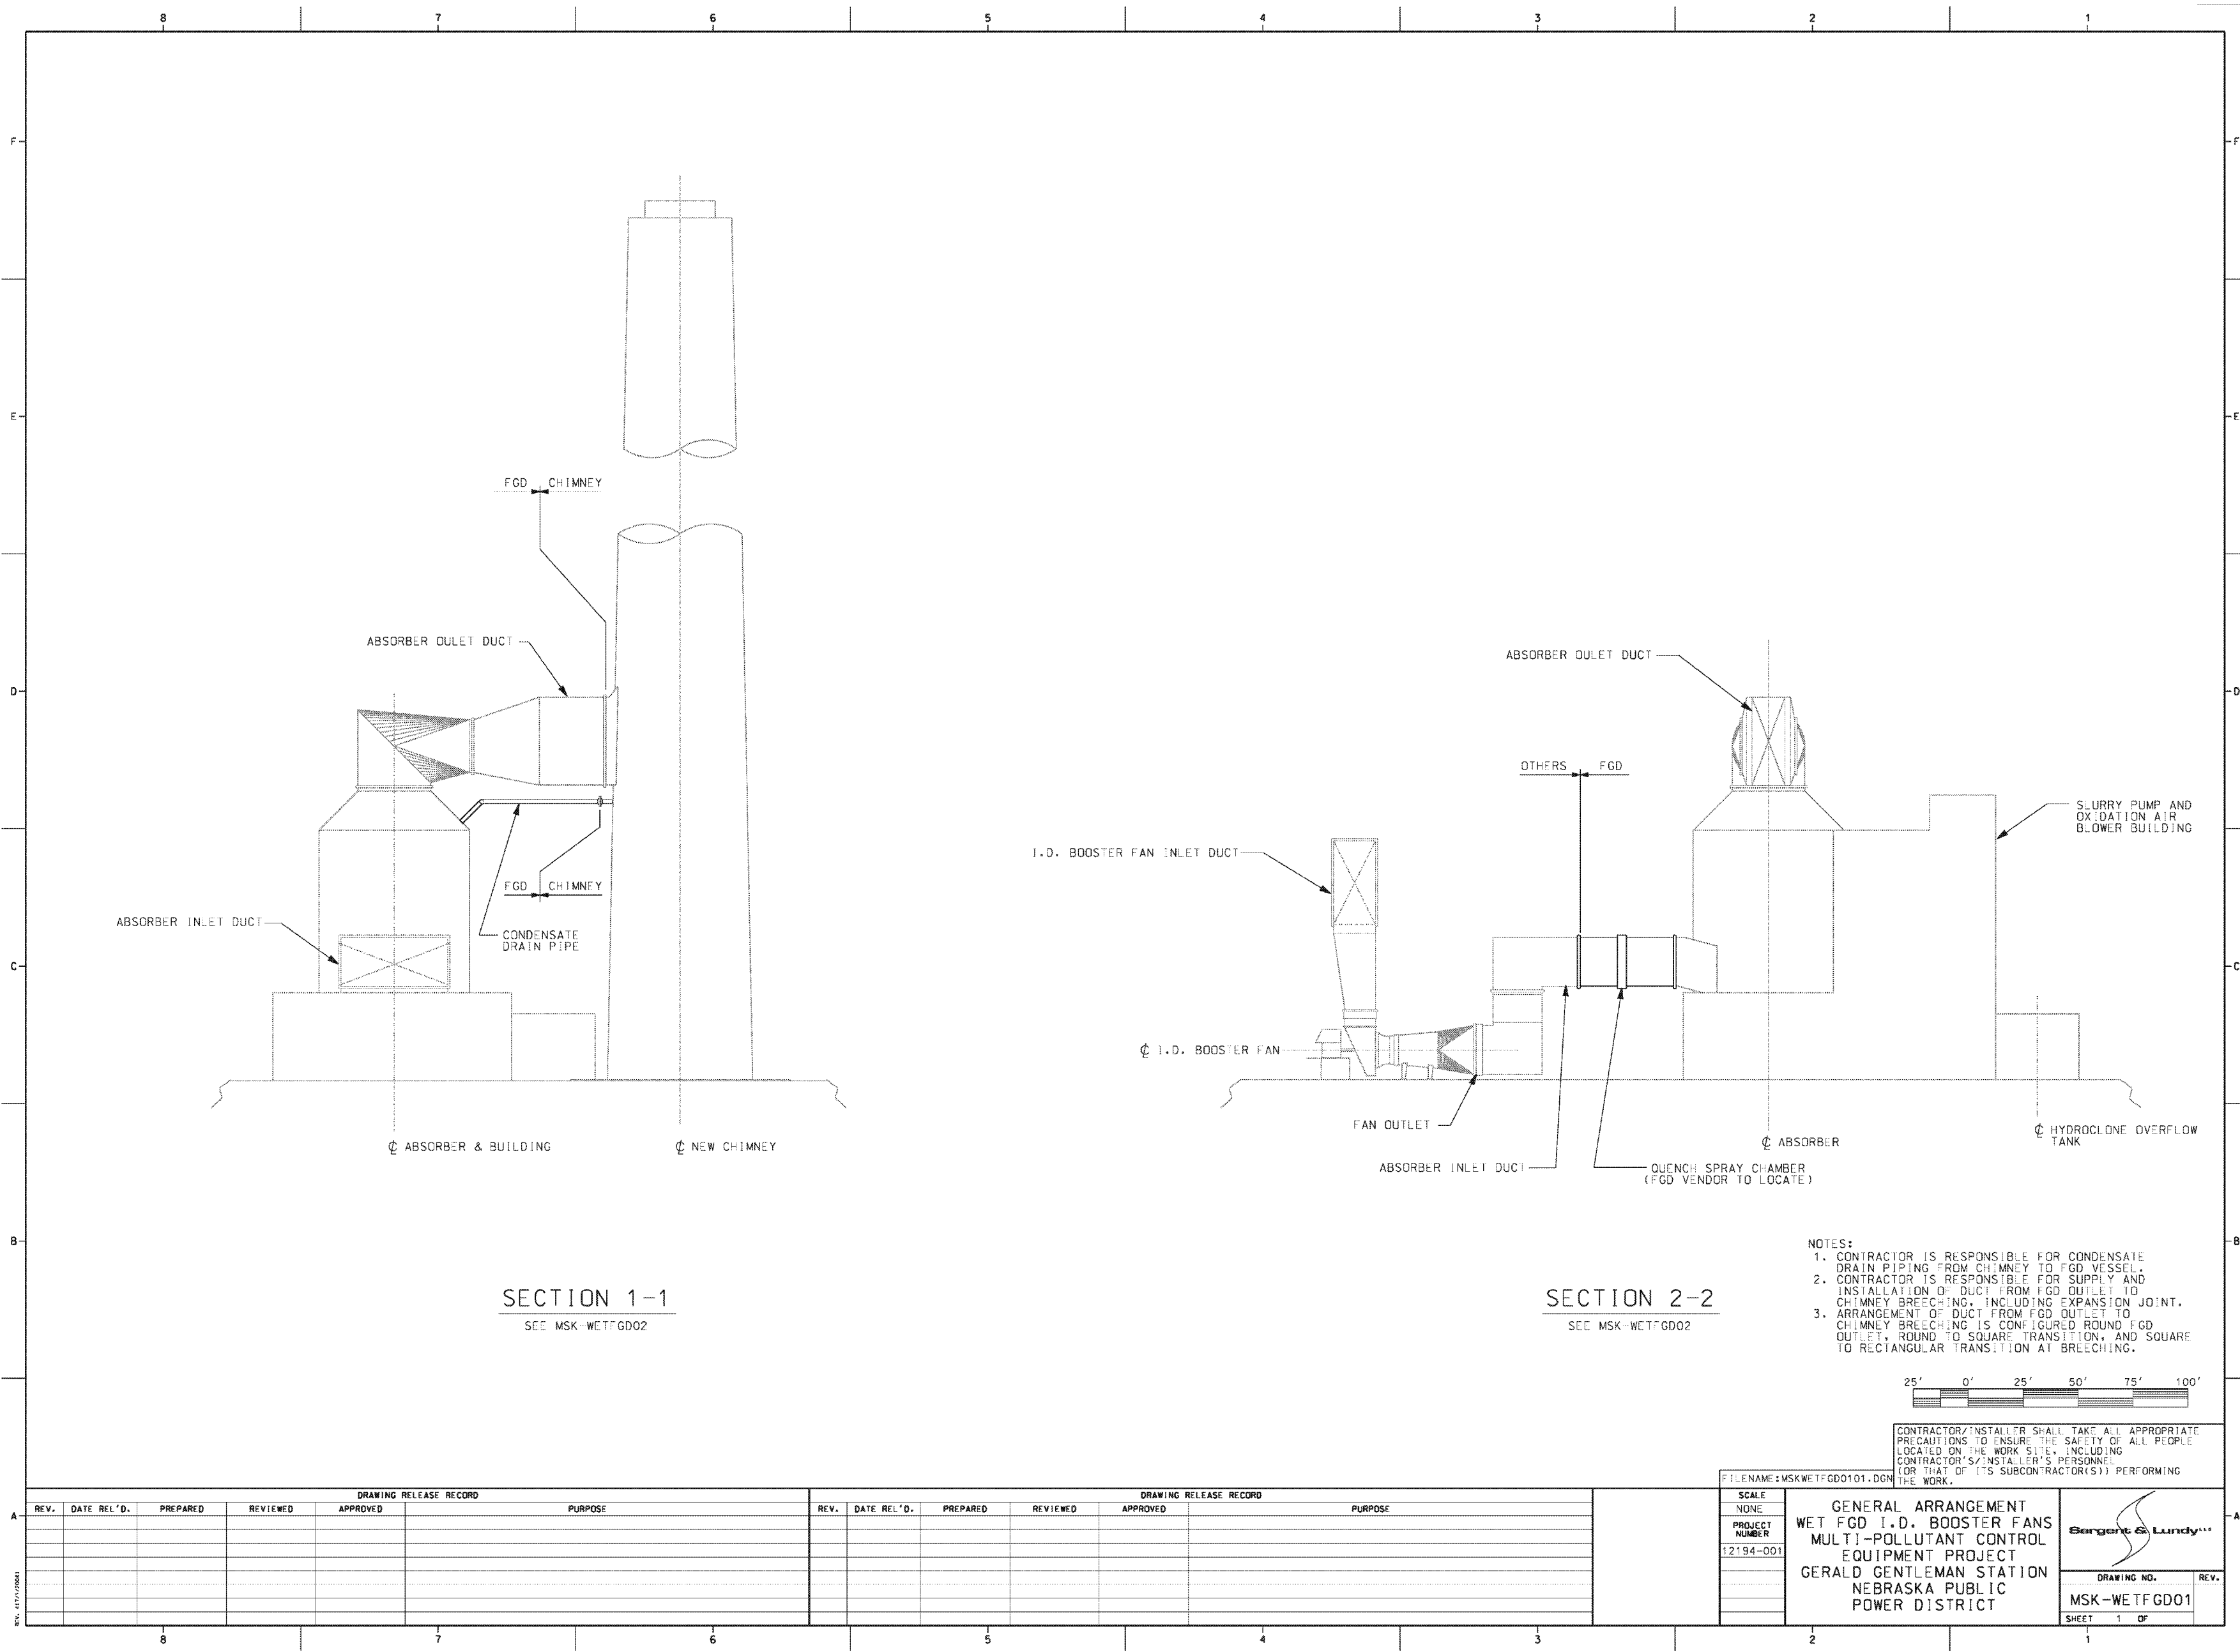 8 7 6 5 4 3 2 1
F F
E E
D D
C C
B B
A A
FGD CHIMNEY
ABSORBER OULET DUCT
FGD CHIMNEY
ABSORBER INLET DUCT
CONDENSATE
DRAIN PIPE
℄ ABSORBER & BUILDING
℄ NEW CHIMNEY
SECTION 1-1
SEE MSK-WETFGD02
ABSORBER OULET DUCT
OTHERS FGD
SLURRY PUMP AND
OXIDATION AIR
BLOWER BUILDING
I.D. BOOSTER FAN INLET DUCT
℄ I.D. BOOSTER FAN
FAN OUTLET
ABSORBER INLET DUCT
℄ ABSORBER
QUENCH SPRAY CHAMBER
(FGD VENDOR TO LOCATE)
℄ HYDROCLONE OVERFLOW
TANK
SECTION 2-2
SEE MSK-WETFGD02
NOTES:
1. CONTRACTOR IS RESPONSIBLE FOR CONDENSATE
DRAIN PIPING FROM CHIMNEY TO FGD VESSEL.
2. CONTRACTOR IS RESPONSIBLE FOR SUPPLY AND
INSTALLATION OF DUCT FROM FGD OUTLET TO
CHIMNEY BREECHING, INCLUDING EXPANSION JOINT.
3. ARRANGEMENT OF DUCT FROM FGD OUTLET TO
CHIMNEY BREECHING IS CONFIGURED ROUND FGD
OUTLET, ROUND TO SQUARE TRANSITION, AND SQUARE
TO RECTANGULAR TRANSITION AT BREECHING.
25' 0' 25' 50' 75' 100'
CONTRACTOR/INSTALLER SHALL TAKE ALL APPROPRIATE
PRECAUTIONS TO ENSURE THE SAFETY OF ALL PEOPLE
LOCATED ON THE WORK SITE, INCLUDING
CONTRACTOR'S/INSTALLER'S PERSONNEL
(OR THAT OF ITS SUBCONTRACTOR(S)) PERFORMING
THE WORK.
FILENAME:MSKWETFGD0101.DGN
DRAWING RELEASE RECORD
REV. DATE REL'D. PREPARED REVIEWED APPROVED PURPOSE
DRAWING RELEASE RECORD
REV. DATE REL'D. PREPARED REVIEWED APPROVED PURPOSE
SCALE
NONE
PROJECT
NUMBER
12194-001
GENERAL ARRANGEMENT
WET FGD I.D. BOOSTER FANS
MULTI-POLLUTANT CONTROL
EQUIPMENT PROJECT
GERALD GENTLEMAN STATION
NEBRASKA PUBLIC
POWER DISTRICT
Sargent & Lundy LLC
DRAWING NO. REV.
MSK-WETFGD01
SHEET 1 OF
8 7 6 5 4 3 2 1